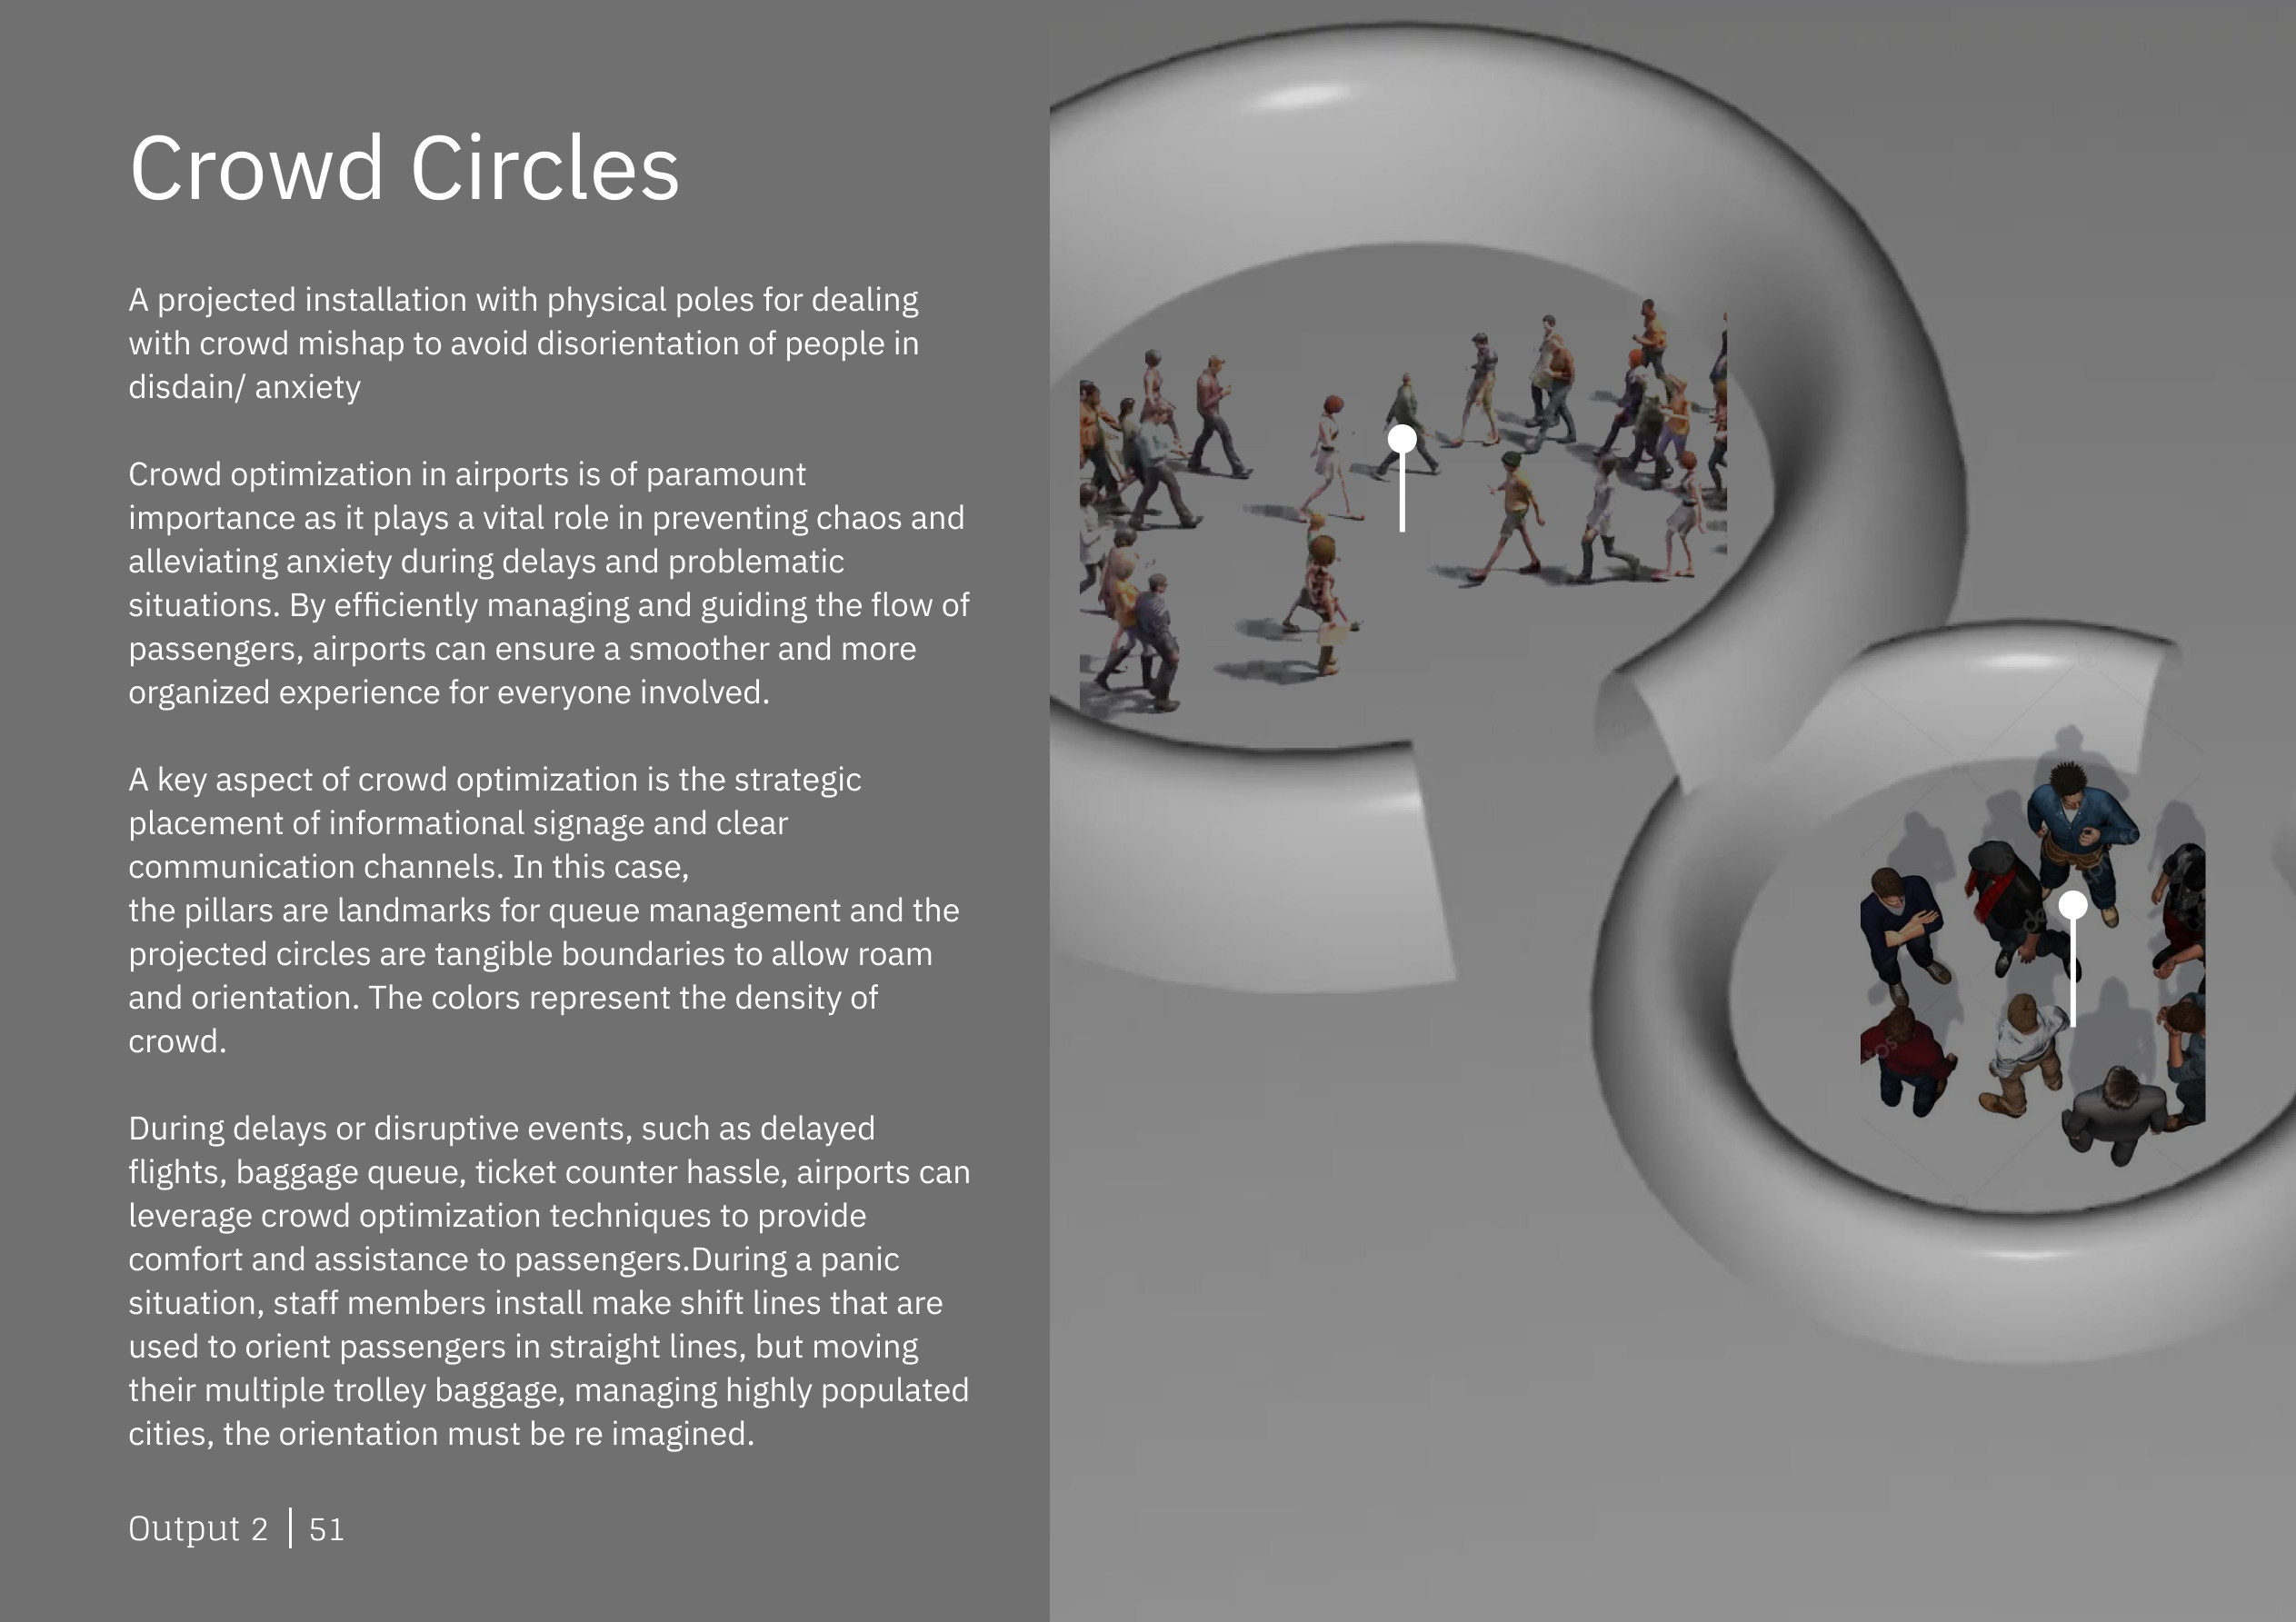 Crowd Circles
A projected installation with physical poles for dealing
with crowd mishap to avoid disorientation of people in
disdain/ anxiety
Crowd optimization in airports is of paramount
importance as it plays a vital role in preventing chaos and
alleviating anxiety during delays and problematic
situations. By efficiently managing and guiding the flow of
passengers, airports can ensure a smoother and more
organized experience for everyone involved.
A key aspect of crowd optimization is the strategic
placement of informational signage and clear
communication channels. In this case,
the pillars are landmarks for queue management and the
projected circles are tangible boundaries to allow roam
and orientation. The colors represent the density of
crowd.
During delays or disruptive events, such as delayed
flights, baggage queue, ticket counter hassle, airports can
leverage crowd optimization techniques to provide
comfort and assistance to passengers.During a panic
situation, staff members install make shift lines that are
used to orient passengers in straight lines, but moving
their multiple trolley baggage, managing highly populated
cities, the orientation must be re imagined.
Output 2 | 51